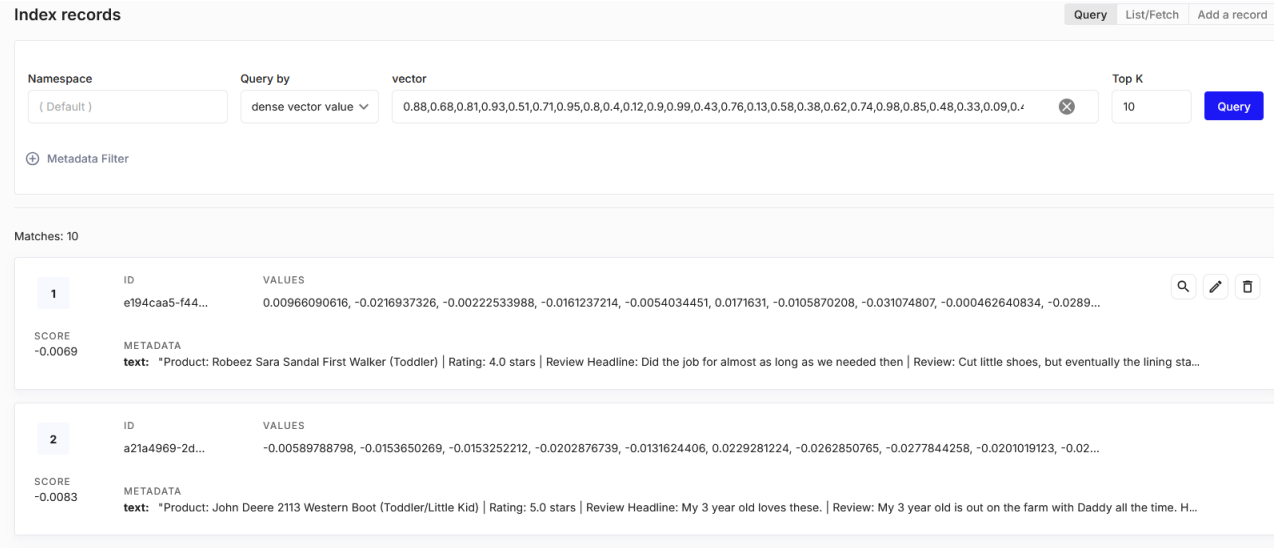 Index records
Query List/Fetch Add a record
Namespace Query by vector Top K
( Default ) dense vector value 0.88,0.68,0.81,0.93,0.51,0.71,0.95,0.8,0.4,0.12,0.9,0.99,0.43,0.76,0.13,0.58,0.38,0.62,0.74,0.98,0.85,0.48,0.33,0.09,0. 10 Query
Metadata Filter
Matches: 10
1
ID VALUES
e194caa5-f44... 0.00966090616, -0.0216937326, -0.00222533988, -0.0161237214, -0.0054034451, 0.0171631, -0.0105870208, -0.031074807, -0.000462640834, -0.0289...
SCORE
-0.0069
METADATA
text: "Product: Robeez Sara Sandal First Walker (Toddler) | Rating: 4.0 stars | Review Headline: Did the job for almost as long as we needed then | Review: Cut little shoes, but eventually the lining sta...
2
ID VALUES
a21a4969-2d... -0.00589788798, -0.0153650269, -0.0153252212, -0.0202876739, -0.0131624406, 0.0229281224, -0.0262850765, -0.0277844258, -0.0201019123, -0.02...
SCORE
-0.0083
METADATA
text: "Product: John Deere 2113 Western Boot (Toddler/Little Kid) | Rating: 5.0 stars | Review Headline: My 3 year old loves these. | Review: My 3 year old is out on the farm with Daddy all the time. H...